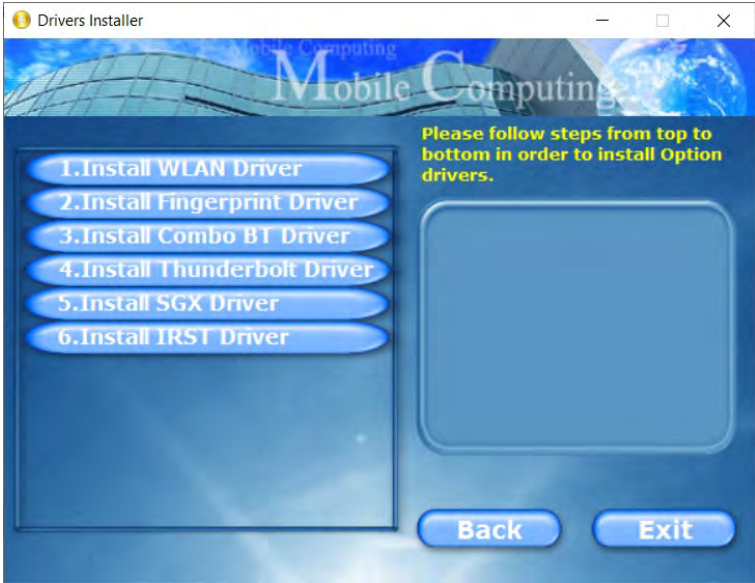 Drivers Installer
Mobile Computing
Mobile Computing
Please follow steps from top to
bottom in order to install Option
drivers.
1.Install WLAN Driver
2.Install Fingerprint Driver
3.Install Combo BT Driver
4.Install Thunderbolt Driver
5.Install SGX Driver
6.Install IRST Driver
Back
Exit